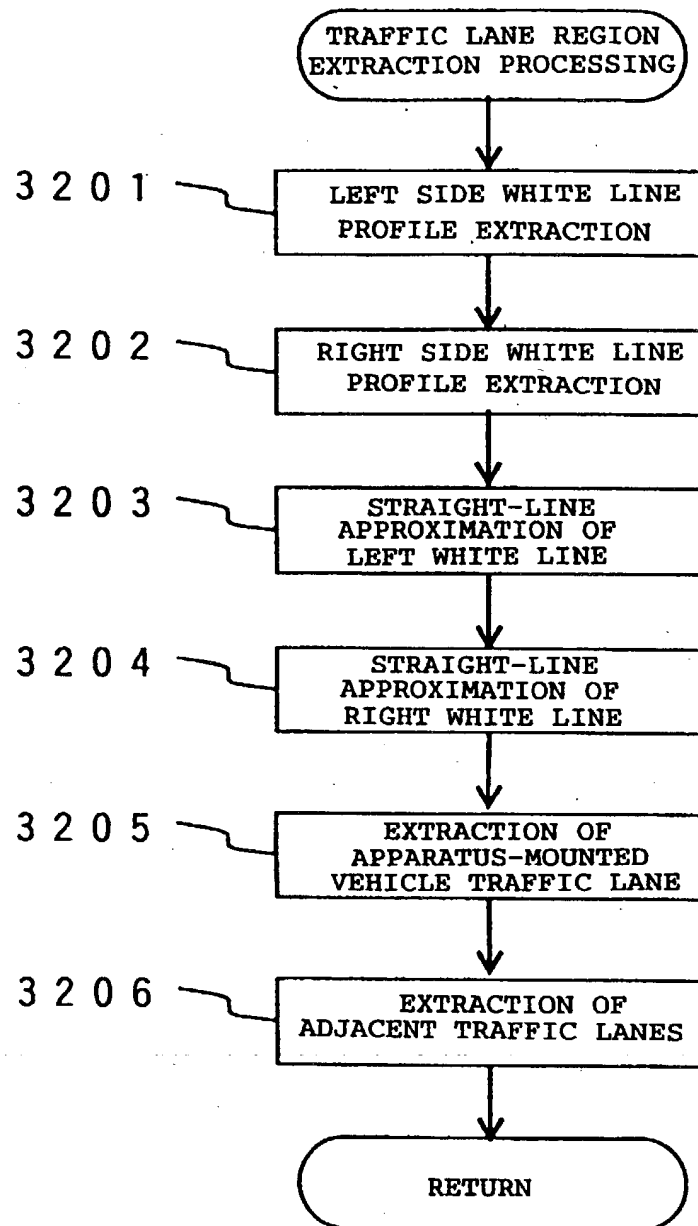 TRAFFIC LANE REGION
EXTRACTION PROCESSING
3201
LEFT SIDE WHITE LINE
PROFILE EXTRACTION
3202
RIGHT SIDE WHITE LINE
PROFILE EXTRACTION
3203
STRAIGHT-LINE
APPROXIMATION OF
LEFT WHITE LINE
3204
STRAIGHT-LINE
APPROXIMATION OF
RIGHT WHITE LINE
3205
EXTRACTION OF
APPARATUS-MOUNTED
VEHICLE TRAFFIC LANE
3206
EXTRACTION OF
ADJACENT TRAFFIC LANES
RETURN